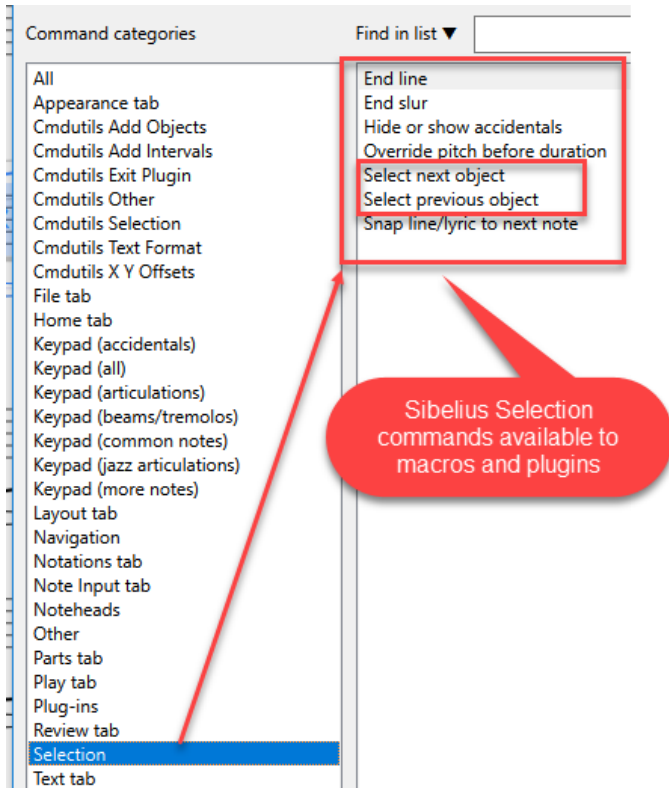 Command categories
Find in list ▼
All
Appearance tab
Cmdutils Add Objects
Cmdutils Add Intervals
Cmdutils Exit Plugin
Cmdutils Other
Cmdutils Selection
Cmdutils Text Format
Cmdutils X Y Offsets
File tab
Home tab
Keypad (accidentals)
Keypad (all)
Keypad (articulations)
Keypad (beams/tremolos)
Keypad (common notes)
Keypad (jazz articulations)
Keypad (more notes)
Layout tab
Navigation
Notations tab
Note Input tab
Noteheads
Other
Parts tab
Play tab
Plug-ins
Review tab
Selection
Text tab
End line
End slur
Hide or show accidentals
Override pitch before duration
Select next object
Select previous object
Snap line/lyric to next note
Sibelius Selection
commands available to
macros and plugins